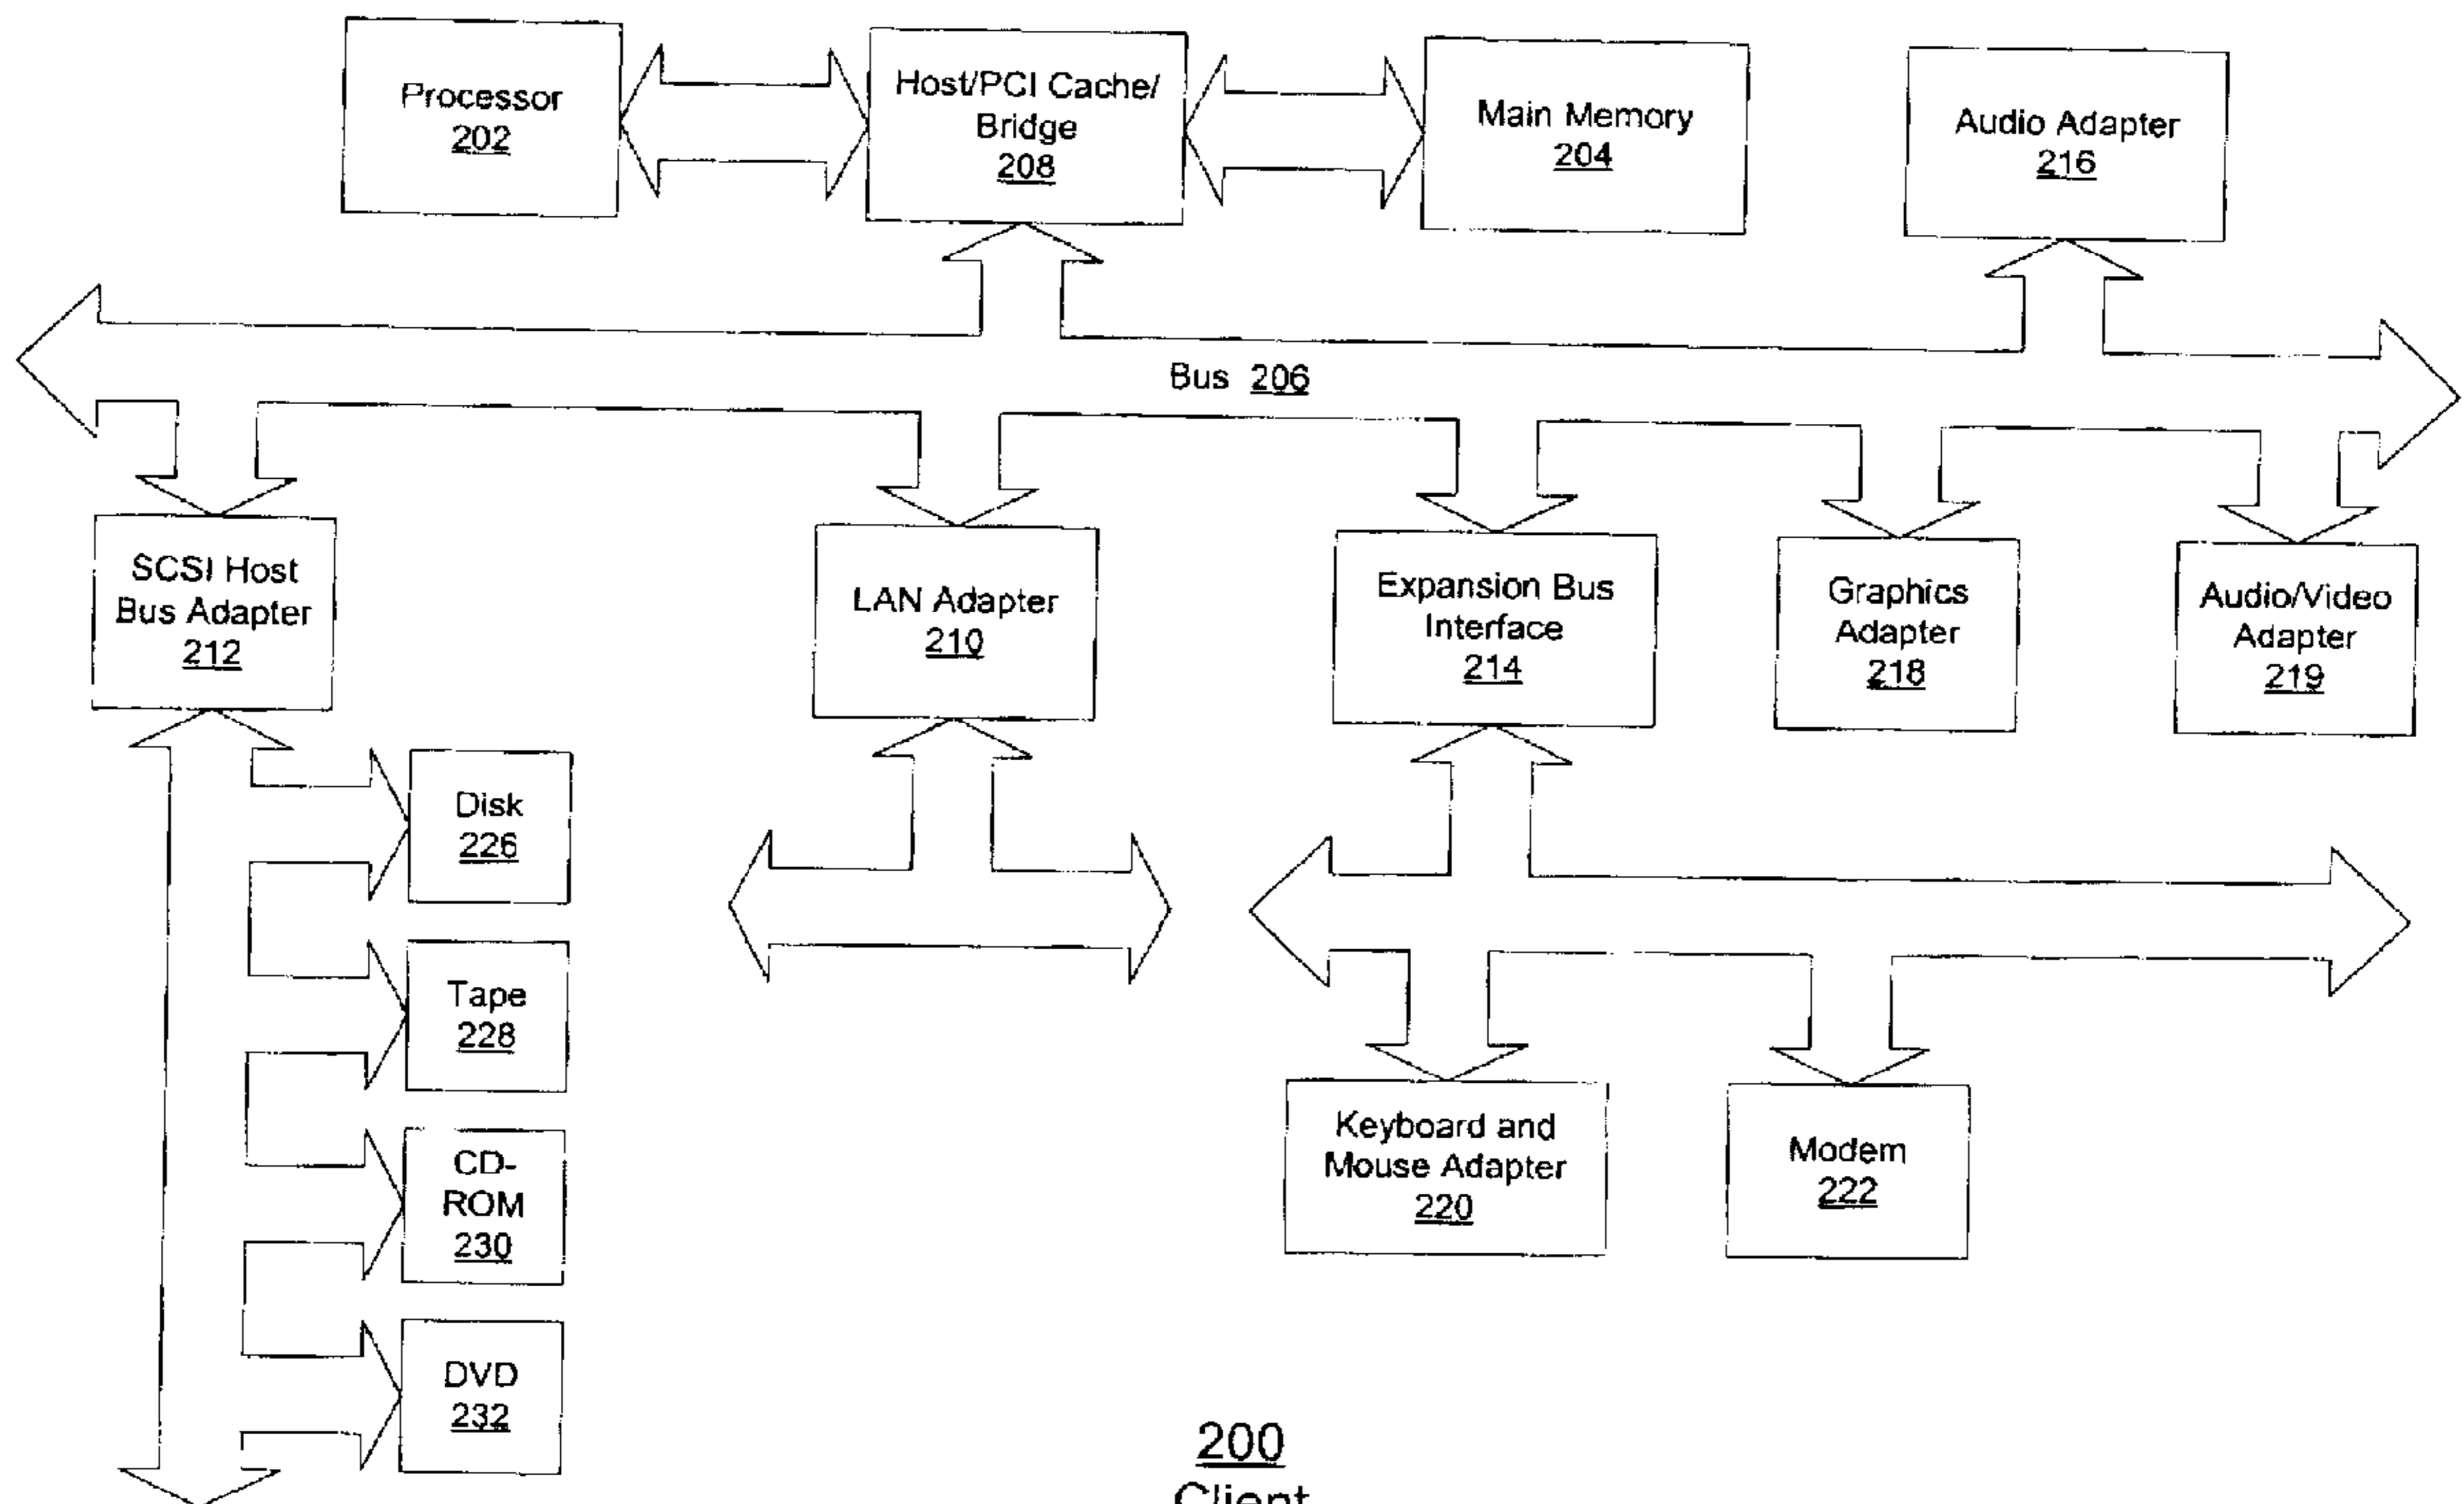 Processor
202
Host/PCI Cache/
Bridge
208
Main Memory
204
Audio Adapter
216
Bus 206
SCSI Host
Bus Adapter
212
LAN Adapter
210
Expansion Bus
Interface
214
Graphics
Adapter
218
Audio/Video
Adapter
219
Disk
226
Tape
228
CD-
ROM
230
DVD
232
Keyboard and
Mouse Adapter
220
Modem
222
200
Client